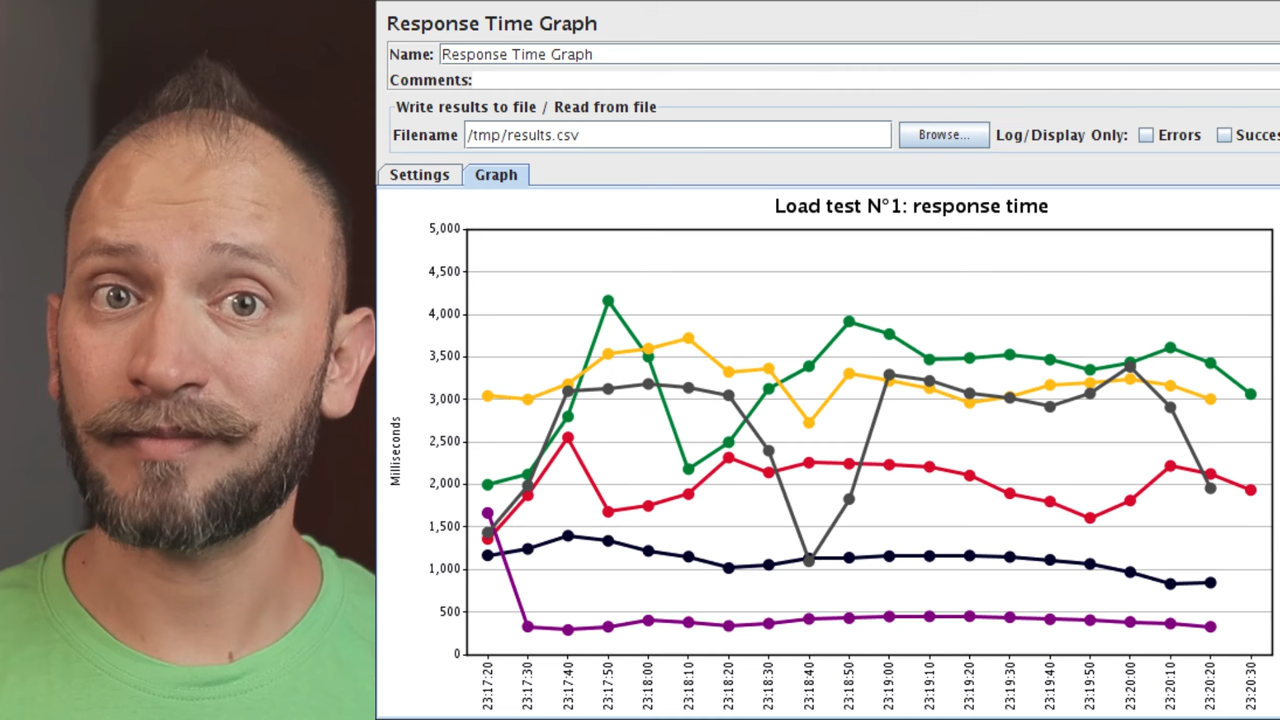 Response Time Graph
Name: Response Time Graph
Comments:
Write results to file / Read from file
Filename /tmp/results.csv Browse... Log/Display Only: Errors Succes
Settings Graph
Load test N°1: response time
5,000
4,500
4,000
3,500
3,000
2,500
2,000
1,500
1,000
500
0
Milliseconds
23:17:20 23:17:30 23:17:40 23:17:50 23:18:00 23:18:10 23:18:20 23:18:30 23:18:40 23:18:50 23:19:00 23:19:10 23:19:20 23:19:30 23:19:40 23:19:50 23:20:00 23:20:10 23:20:20 23:20:30